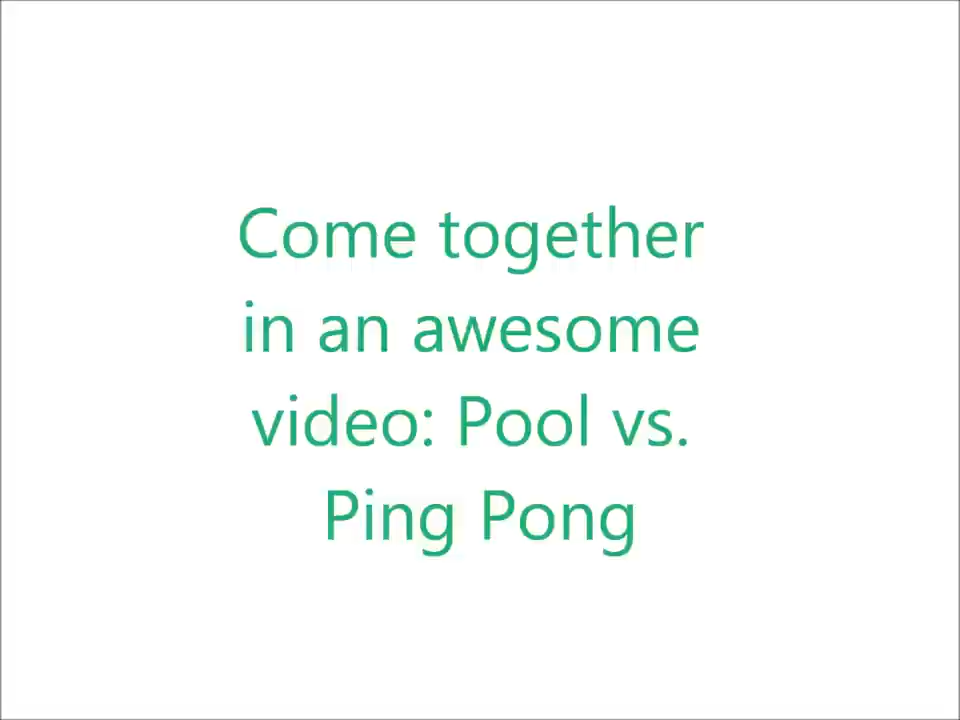 Come together
in an awesome
video: Pool vs.
Ping Pong